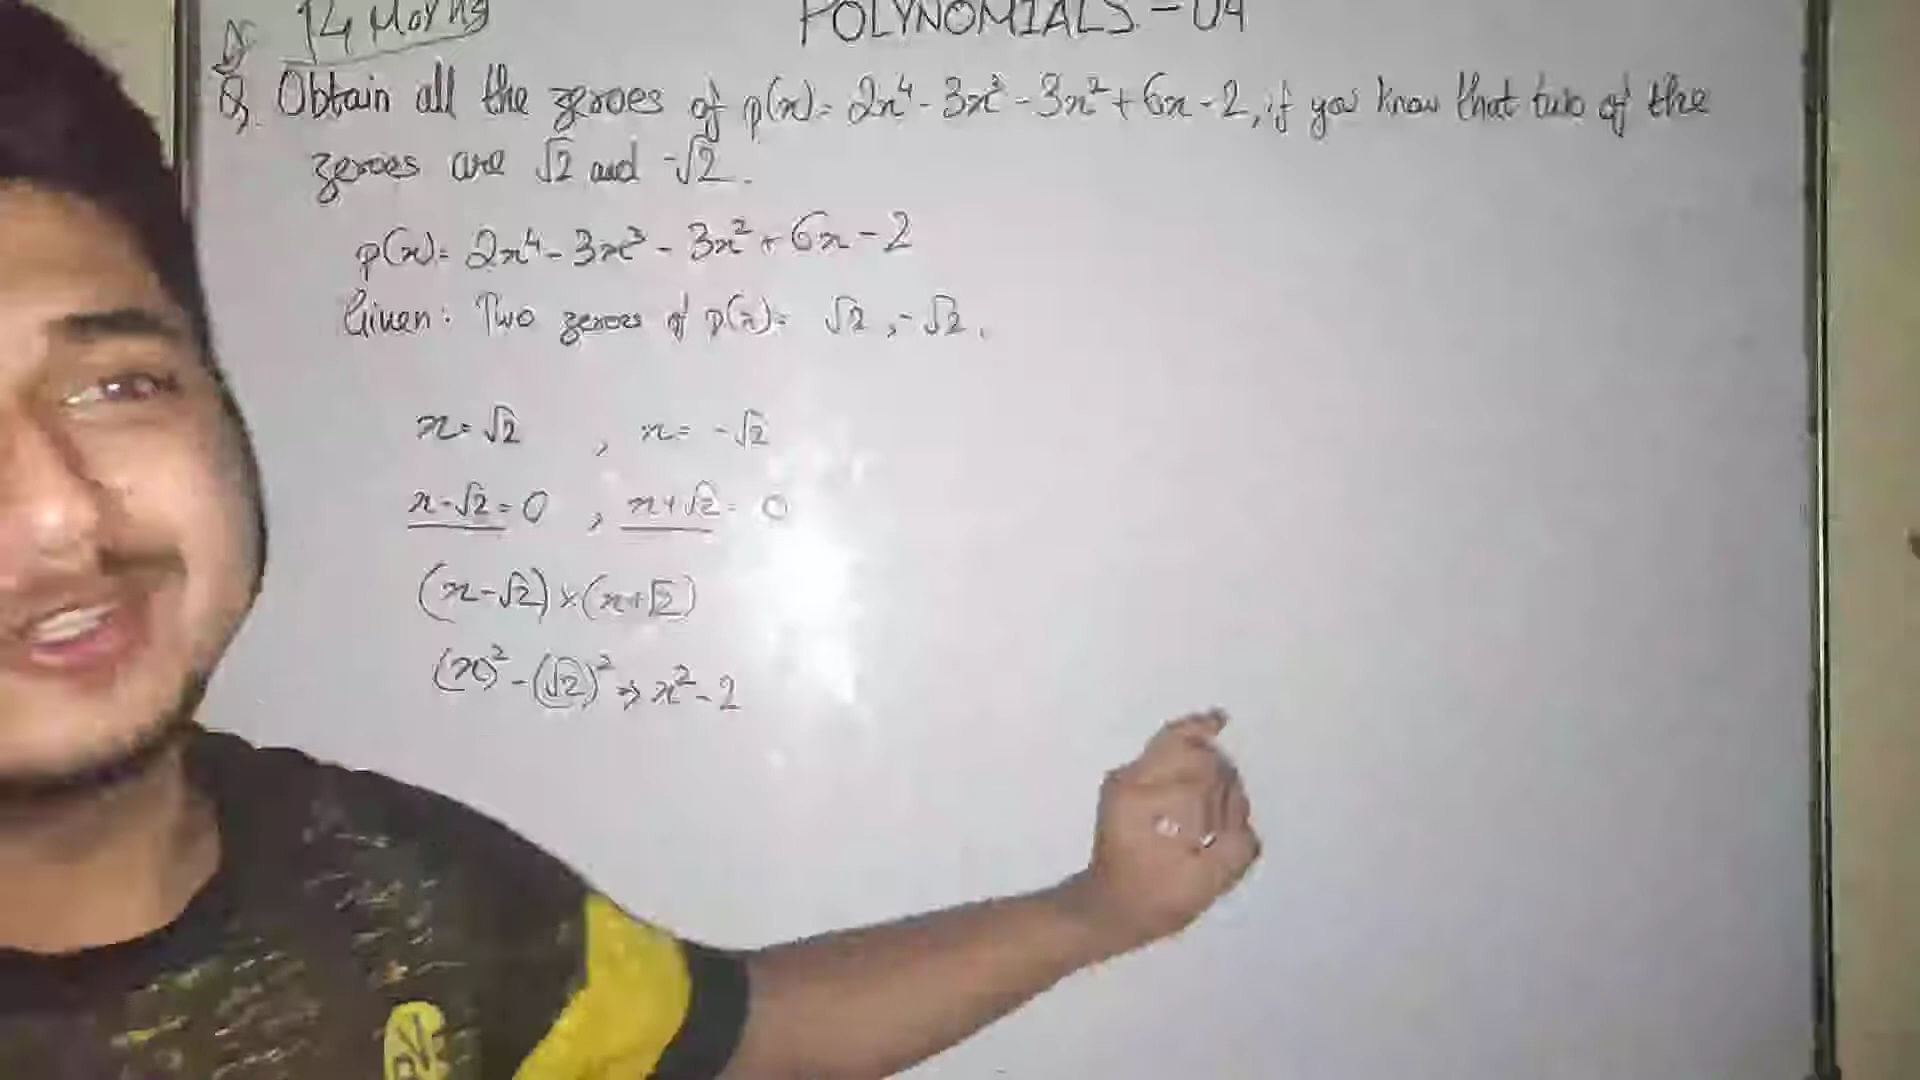 14 Marks
POLYNOMIALS - 04
Q. Obtain all the zeroes of p(x) = 2x⁴ - 3x³ - 3x² + 6x - 2, if you know that two of the
zeroes are √2 and -√2.
p(x) = 2x⁴ - 3x³ - 3x² + 6x - 2
Given: Two zeroes of p(x) = √2, -√2.
x = √2 , x = -√2
x - √2 = 0 , x + √2 = 0
(x - √2) × (x + √2)
(x)² - (√2)² ⇒ x² - 2